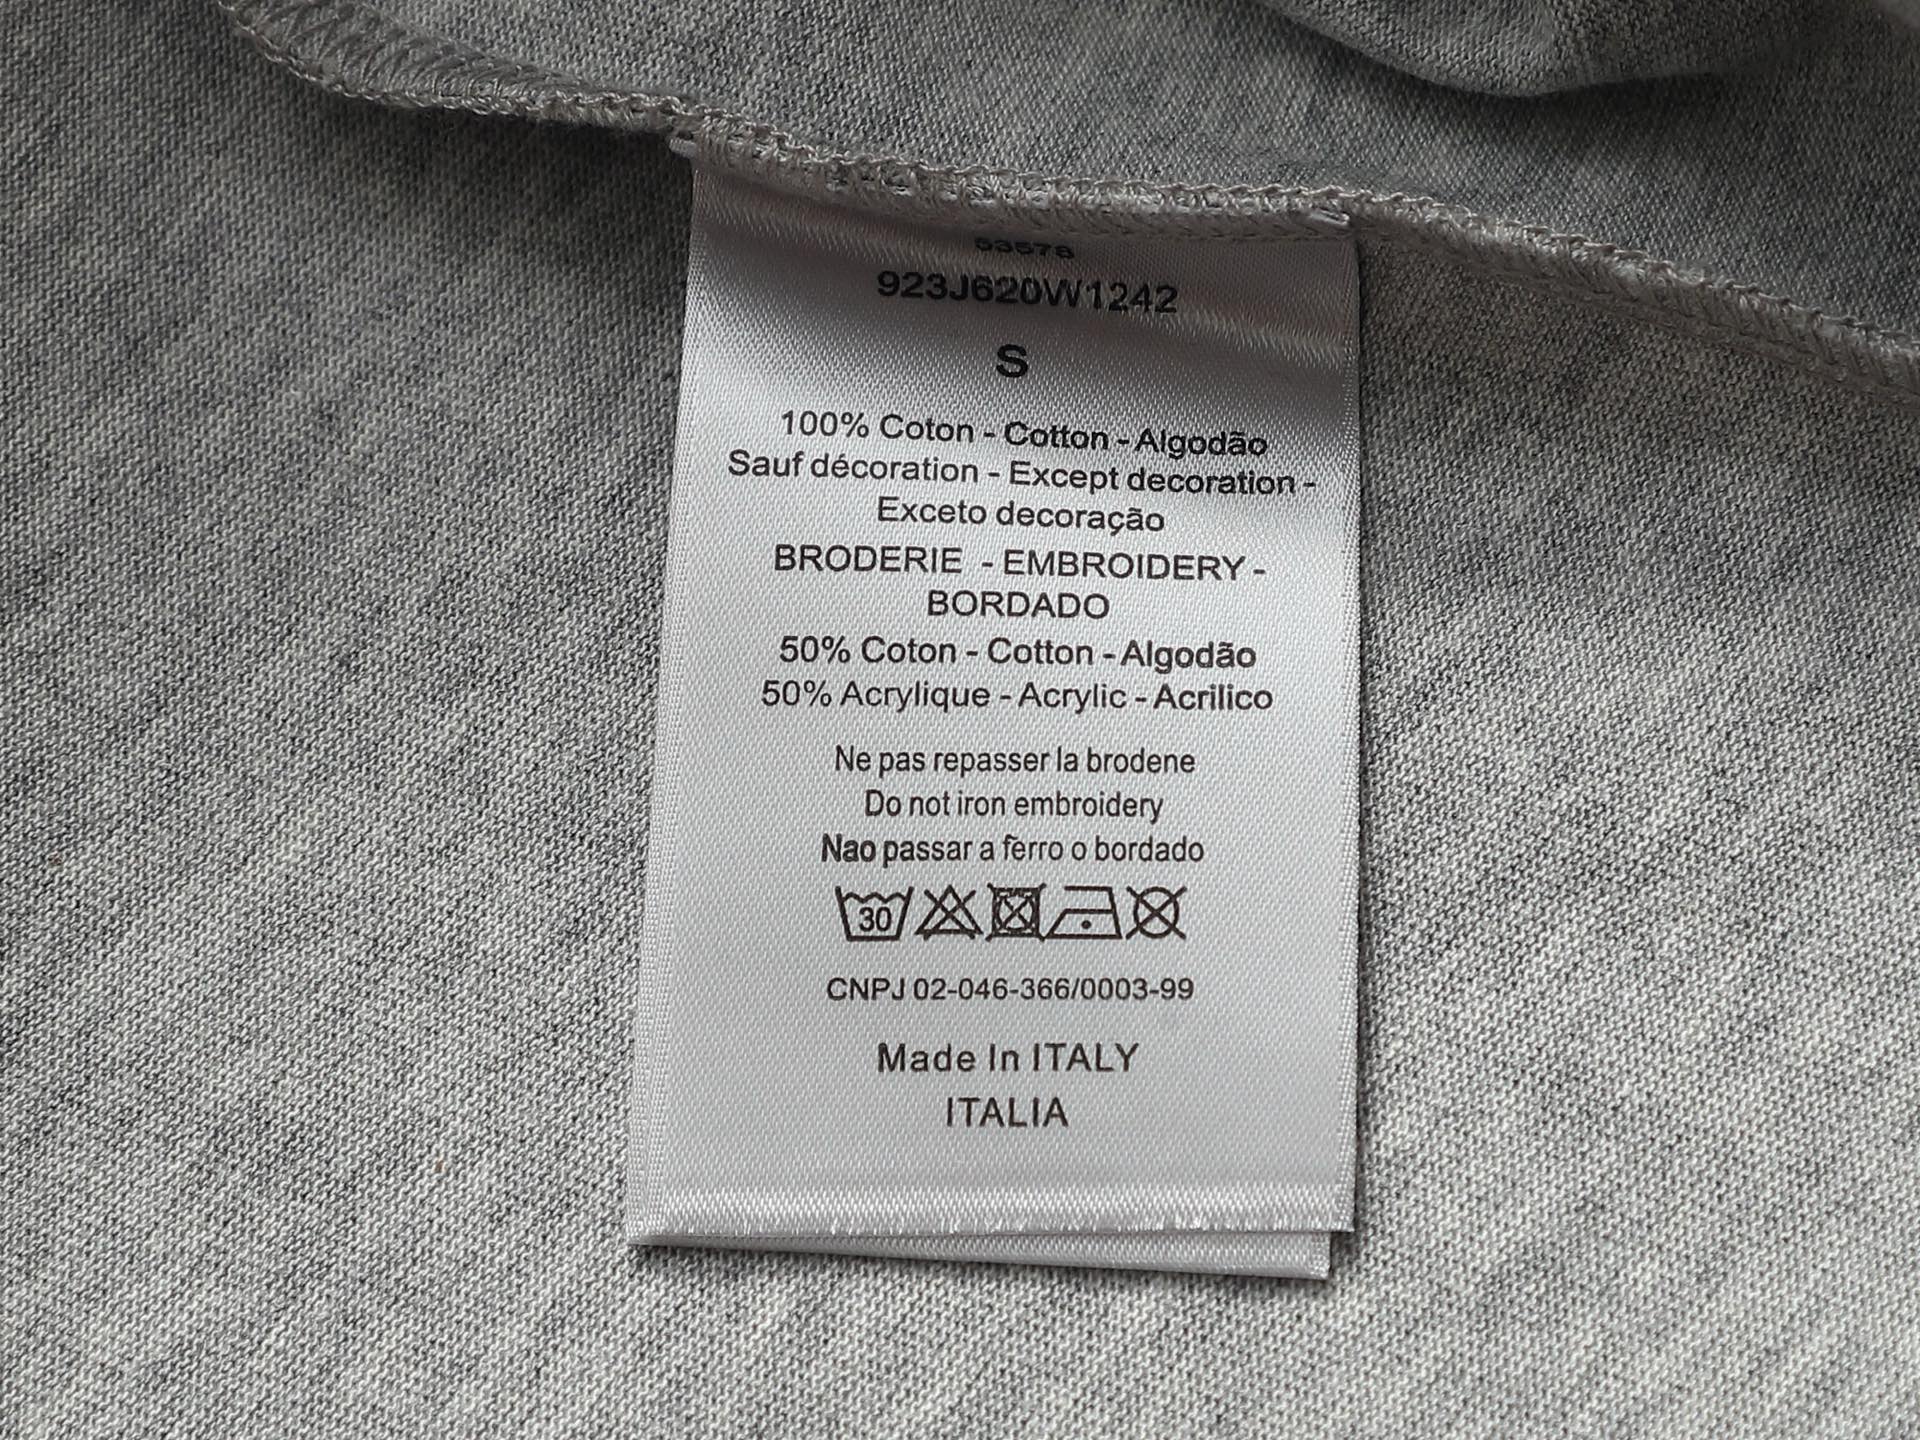 53578
923J620W1242
S
100% Coton - Cotton - Algodão
Sauf décoration - Except decoration -
Exceto decoração
BRODERIE - EMBROIDERY -
BORDADO
50% Coton - Cotton - Algodão
50% Acrylique - Acrylic - Acrilico
Ne pas repasser la brodene
Do not iron embroidery
Nao passar a fèrro o bordado
30
CNPJ 02-046-366/0003-99
Made In ITALY
ITALIA